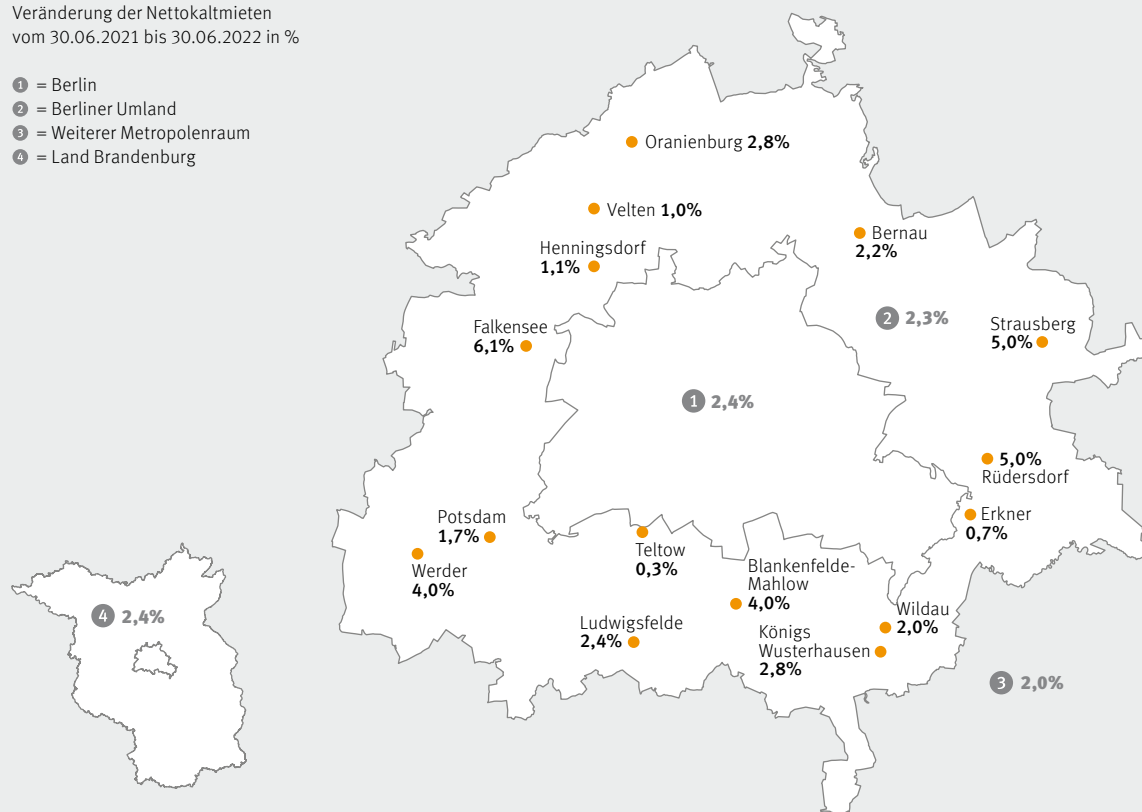 Veränderung der Nettokaltmieten
vom 30.06.2021 bis 30.06.2022 in %
1 = Berlin
2 = Berliner Umland
3 = Weiterer Metropolenraum
4 = Land Brandenburg
Oranienburg 2,8%
Velten 1,0%
Bernau
2,2%
Henningsdorf
1,1%
2 2,3%
Strausberg
5,0%
Falkensee
6,1%
1 2,4%
5,0%
Rüdersdorf
Erkner
0,7%
Potsdam
1,7%
Werder
4,0%
Teltow
0,3%
Blankenfelde-
Mahlow
4,0%
Ludwigsfelde
2,4%
Wildau
2,0%
Königs
Wusterhausen
2,8%
4 2,4%
3 2,0%